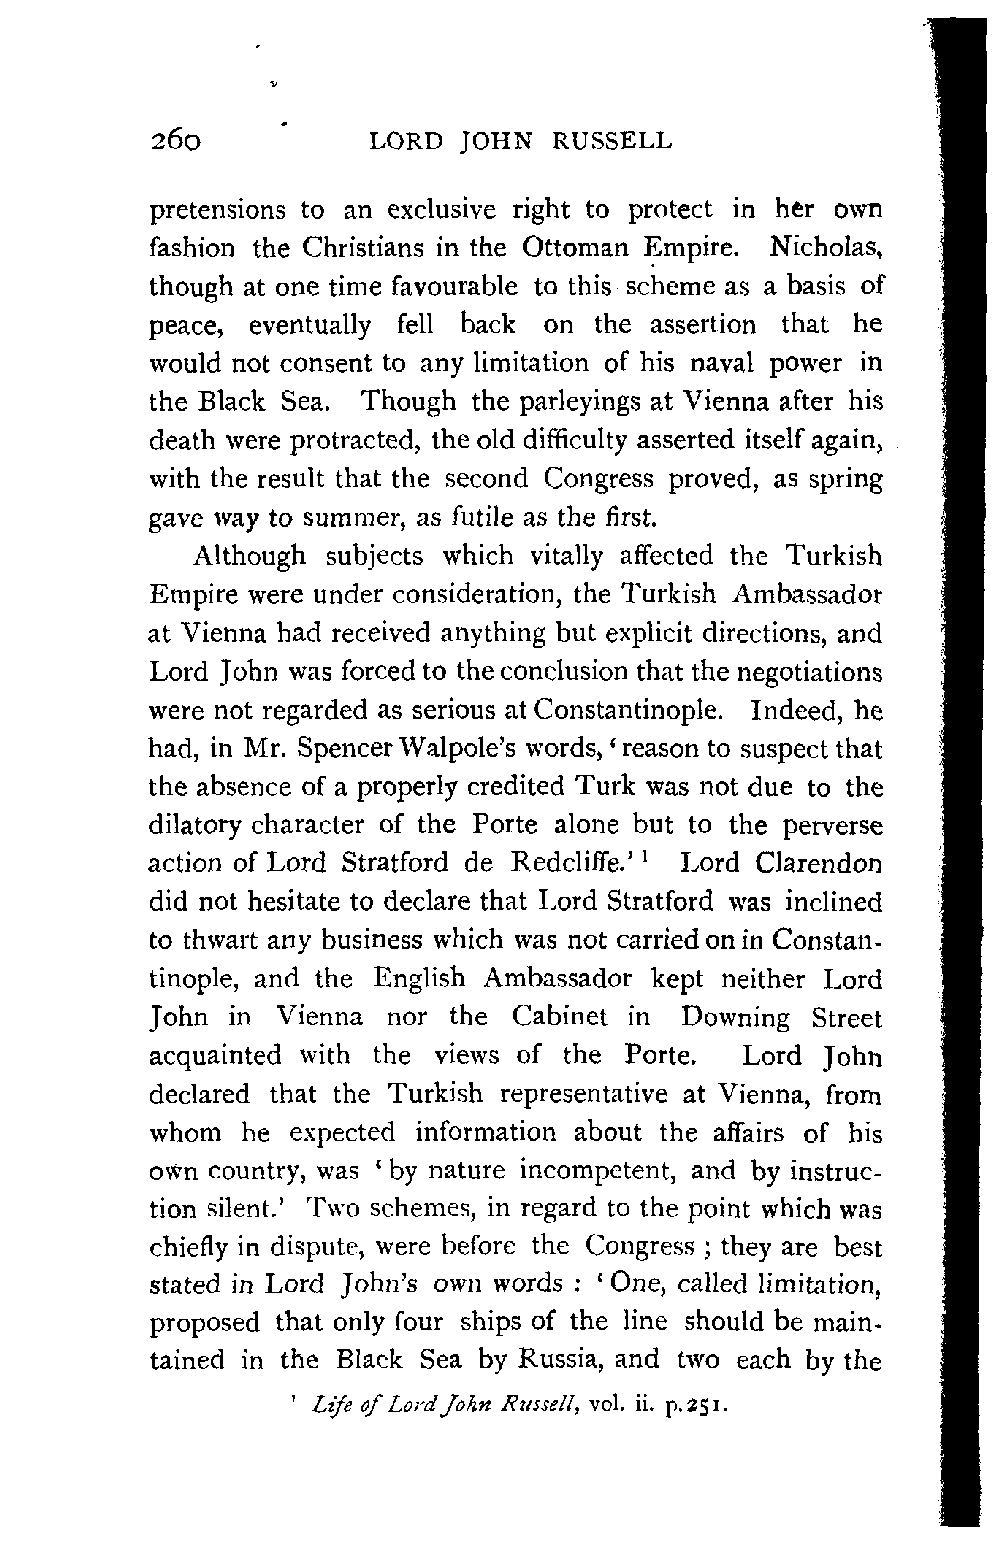 260 LORD JOHN RUSSELL
pretensions to an exclusive right to protect in her own
fashion the Christians in the Ottoman Empire. Nicholas,
though at one time favourable to this scheme as a basis of
peace, eventually fell back on the assertion that he
would not consent to any limitation of his naval power in
the Black Sea. Though the parleyings at Vienna after his
death were protracted, the old difficulty asserted itself again,
with the result that the second Congress proved, as spring
gave way to summer, as futile as the first.
Although subjects which vitally affected the Turkish
Empire were under consideration, the Turkish Ambassador
at Vienna had received anything but explicit directions, and
Lord John was forced to the conclusion that the negotiations
were not regarded as serious at Constantinople. Indeed, he
had, in Mr. Spencer Walpole's words, ‘reason to suspect that
the absence of a properly credited Turk was not due to the
dilatory character of the Porte alone but to the perverse
action of Lord Stratford de Redcliffe.’ ¹ Lord Clarendon
did not hesitate to declare that Lord Stratford was inclined
to thwart any business which was not carried on in Constan-
tinople, and the English Ambassador kept neither Lord
John in Vienna nor the Cabinet in Downing Street
acquainted with the views of the Porte. Lord John
declared that the Turkish representative at Vienna, from
whom he expected information about the affairs of his
own country, was ‘by nature incompetent, and by instruc-
tion silent.’ Two schemes, in regard to the point which was
chiefly in dispute, were before the Congress ; they are best
stated in Lord John's own words : ‘One, called limitation,
proposed that only four ships of the line should be main-
tained in the Black Sea by Russia, and two each by the
¹ Life of Lord John Russell, vol. ii. p. 251.